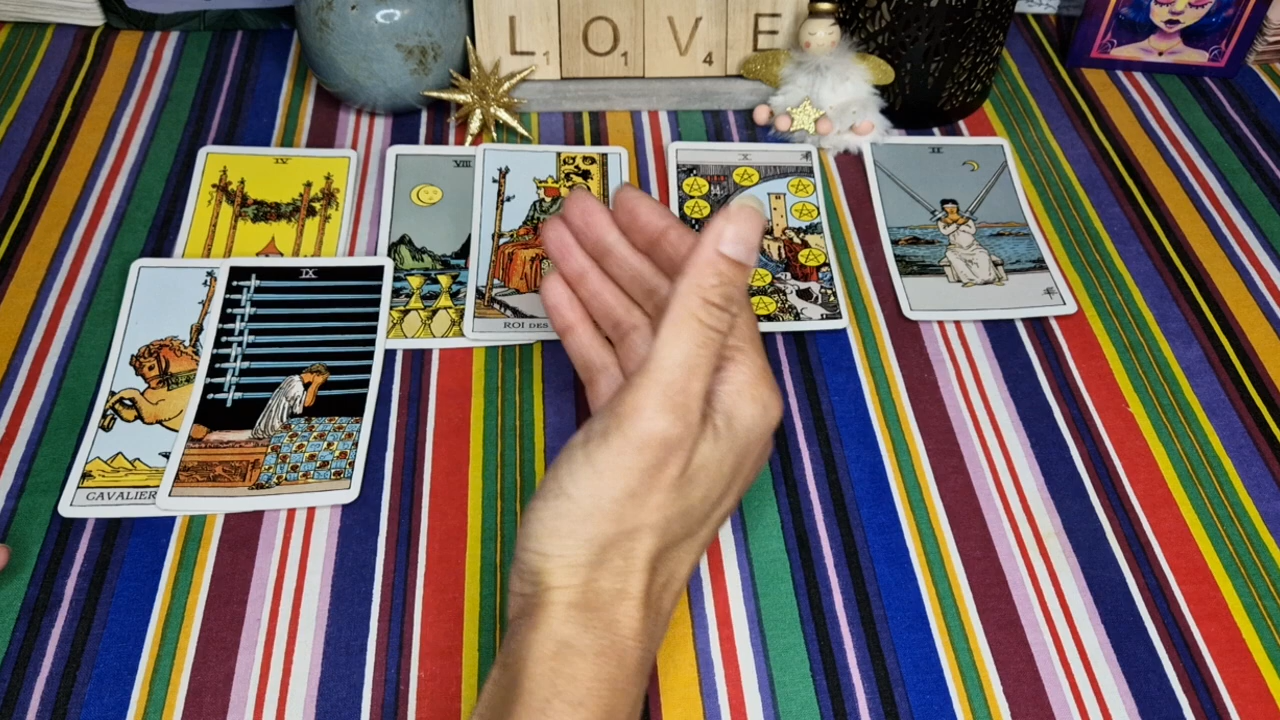 L1 O1 V4 E
IV
VIII
X
II
ROI DES
IX
CAVALIER